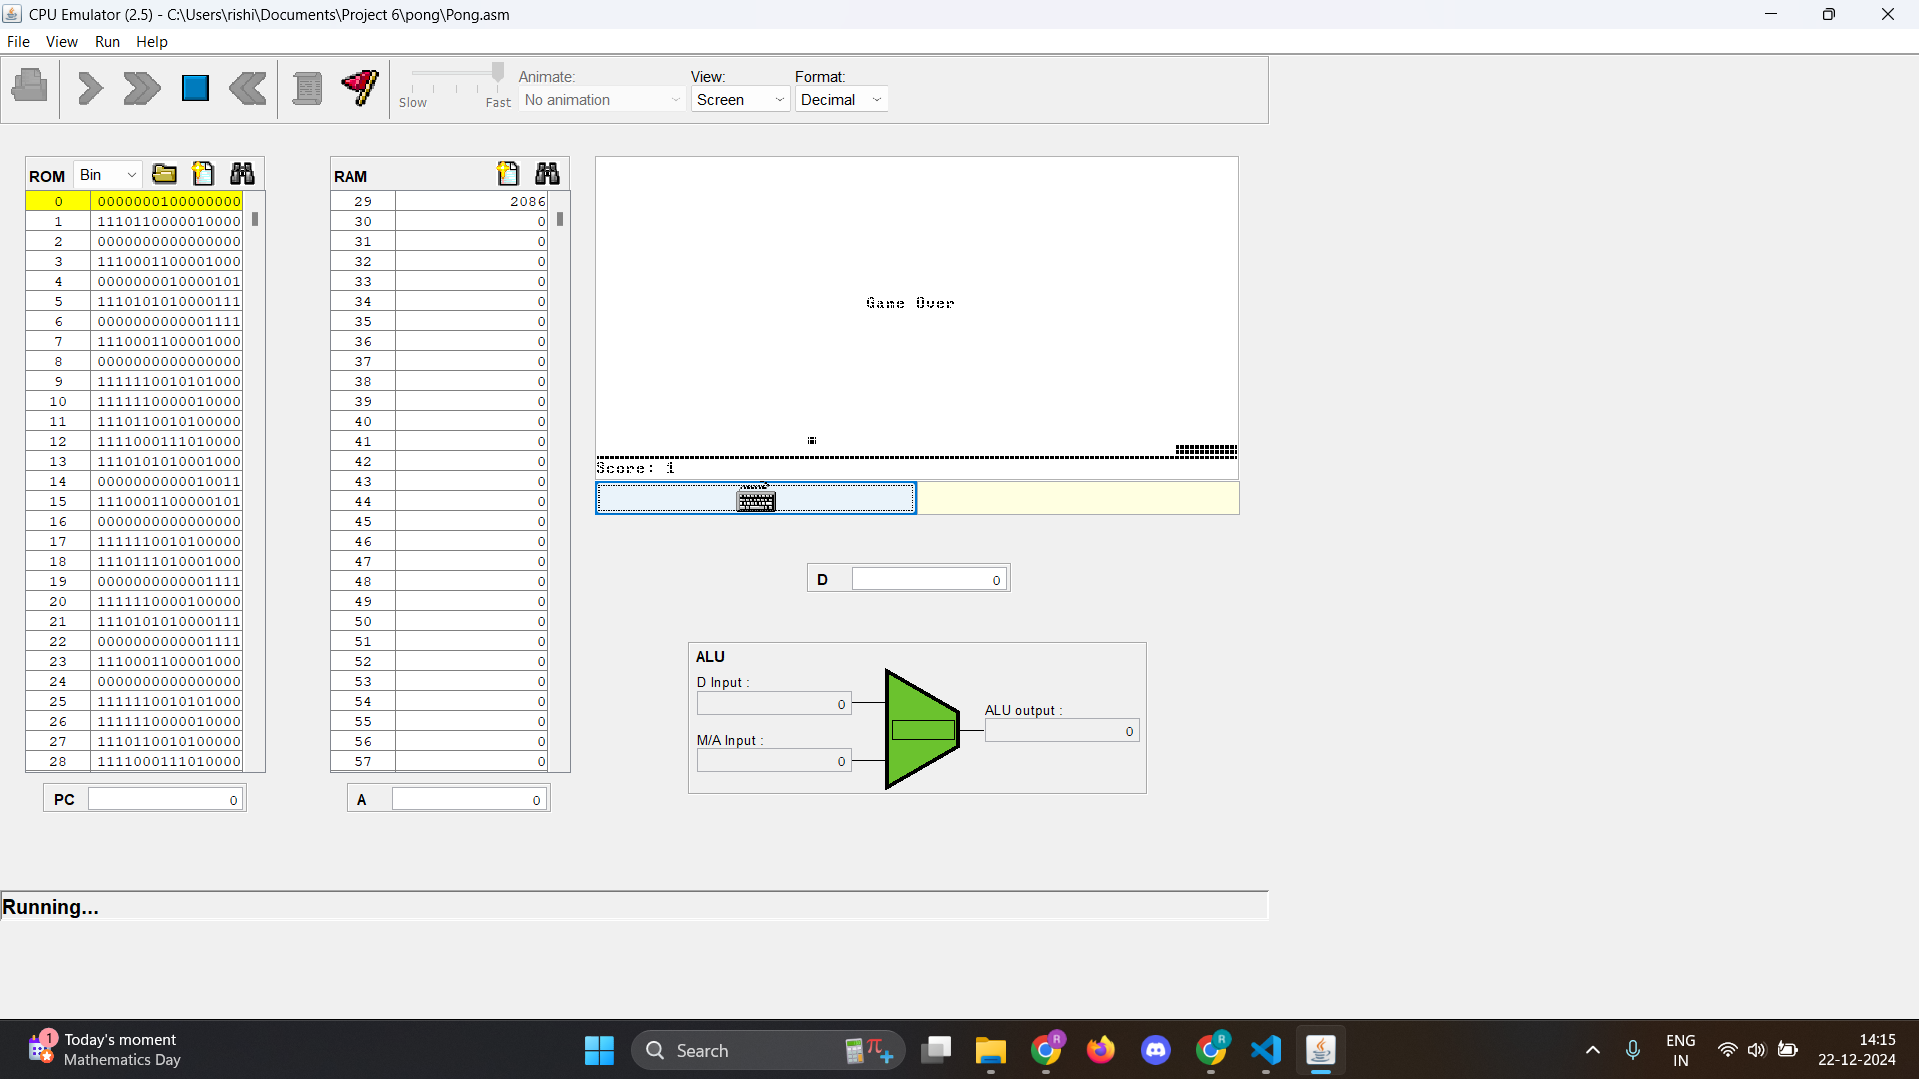 CPU Emulator (2.5) - C:\Users\rishi\Documents\Project 6\pong\Pong.asm
File View Run Help
Slow Fast
Animate:
No animation
View:
Screen
Format:
Decimal
ROM Bin
0 0000000100000000
1 1110110000010000
2 0000000000000000
3 1110001100001000
4 0000000010000101
5 1110101010000111
6 0000000000001111
7 1110001100001000
8 0000000000000000
9 1111110010101000
10 1111110000010000
11 1110110010100000
12 1111000111010000
13 1110101010001000
14 0000000000010011
15 1110001100000101
16 0000000000000000
17 1111110010100000
18 1110111010001000
19 0000000000001111
20 1111110000100000
21 1110101010000111
22 0000000000001111
23 1110001100001000
24 0000000000000000
25 1111110010101000
26 1111110000010000
27 1110110010100000
28 1111000111010000
PC 0
RAM
29 2086
30 0
31 0
32 0
33 0
34 0
35 0
36 0
37 0
38 0
39 0
40 0
41 0
42 0
43 0
44 0
45 0
46 0
47 0
48 0
49 0
50 0
51 0
52 0
53 0
54 0
55 0
56 0
57 0
A 0
Game Over
Score: 1
D 0
ALU
D Input :
0
M/A Input :
0
ALU output :
0
Running...
1
Today's moment
Mathematics Day
Search
R
R
ENG
IN
14:15
22-12-2024